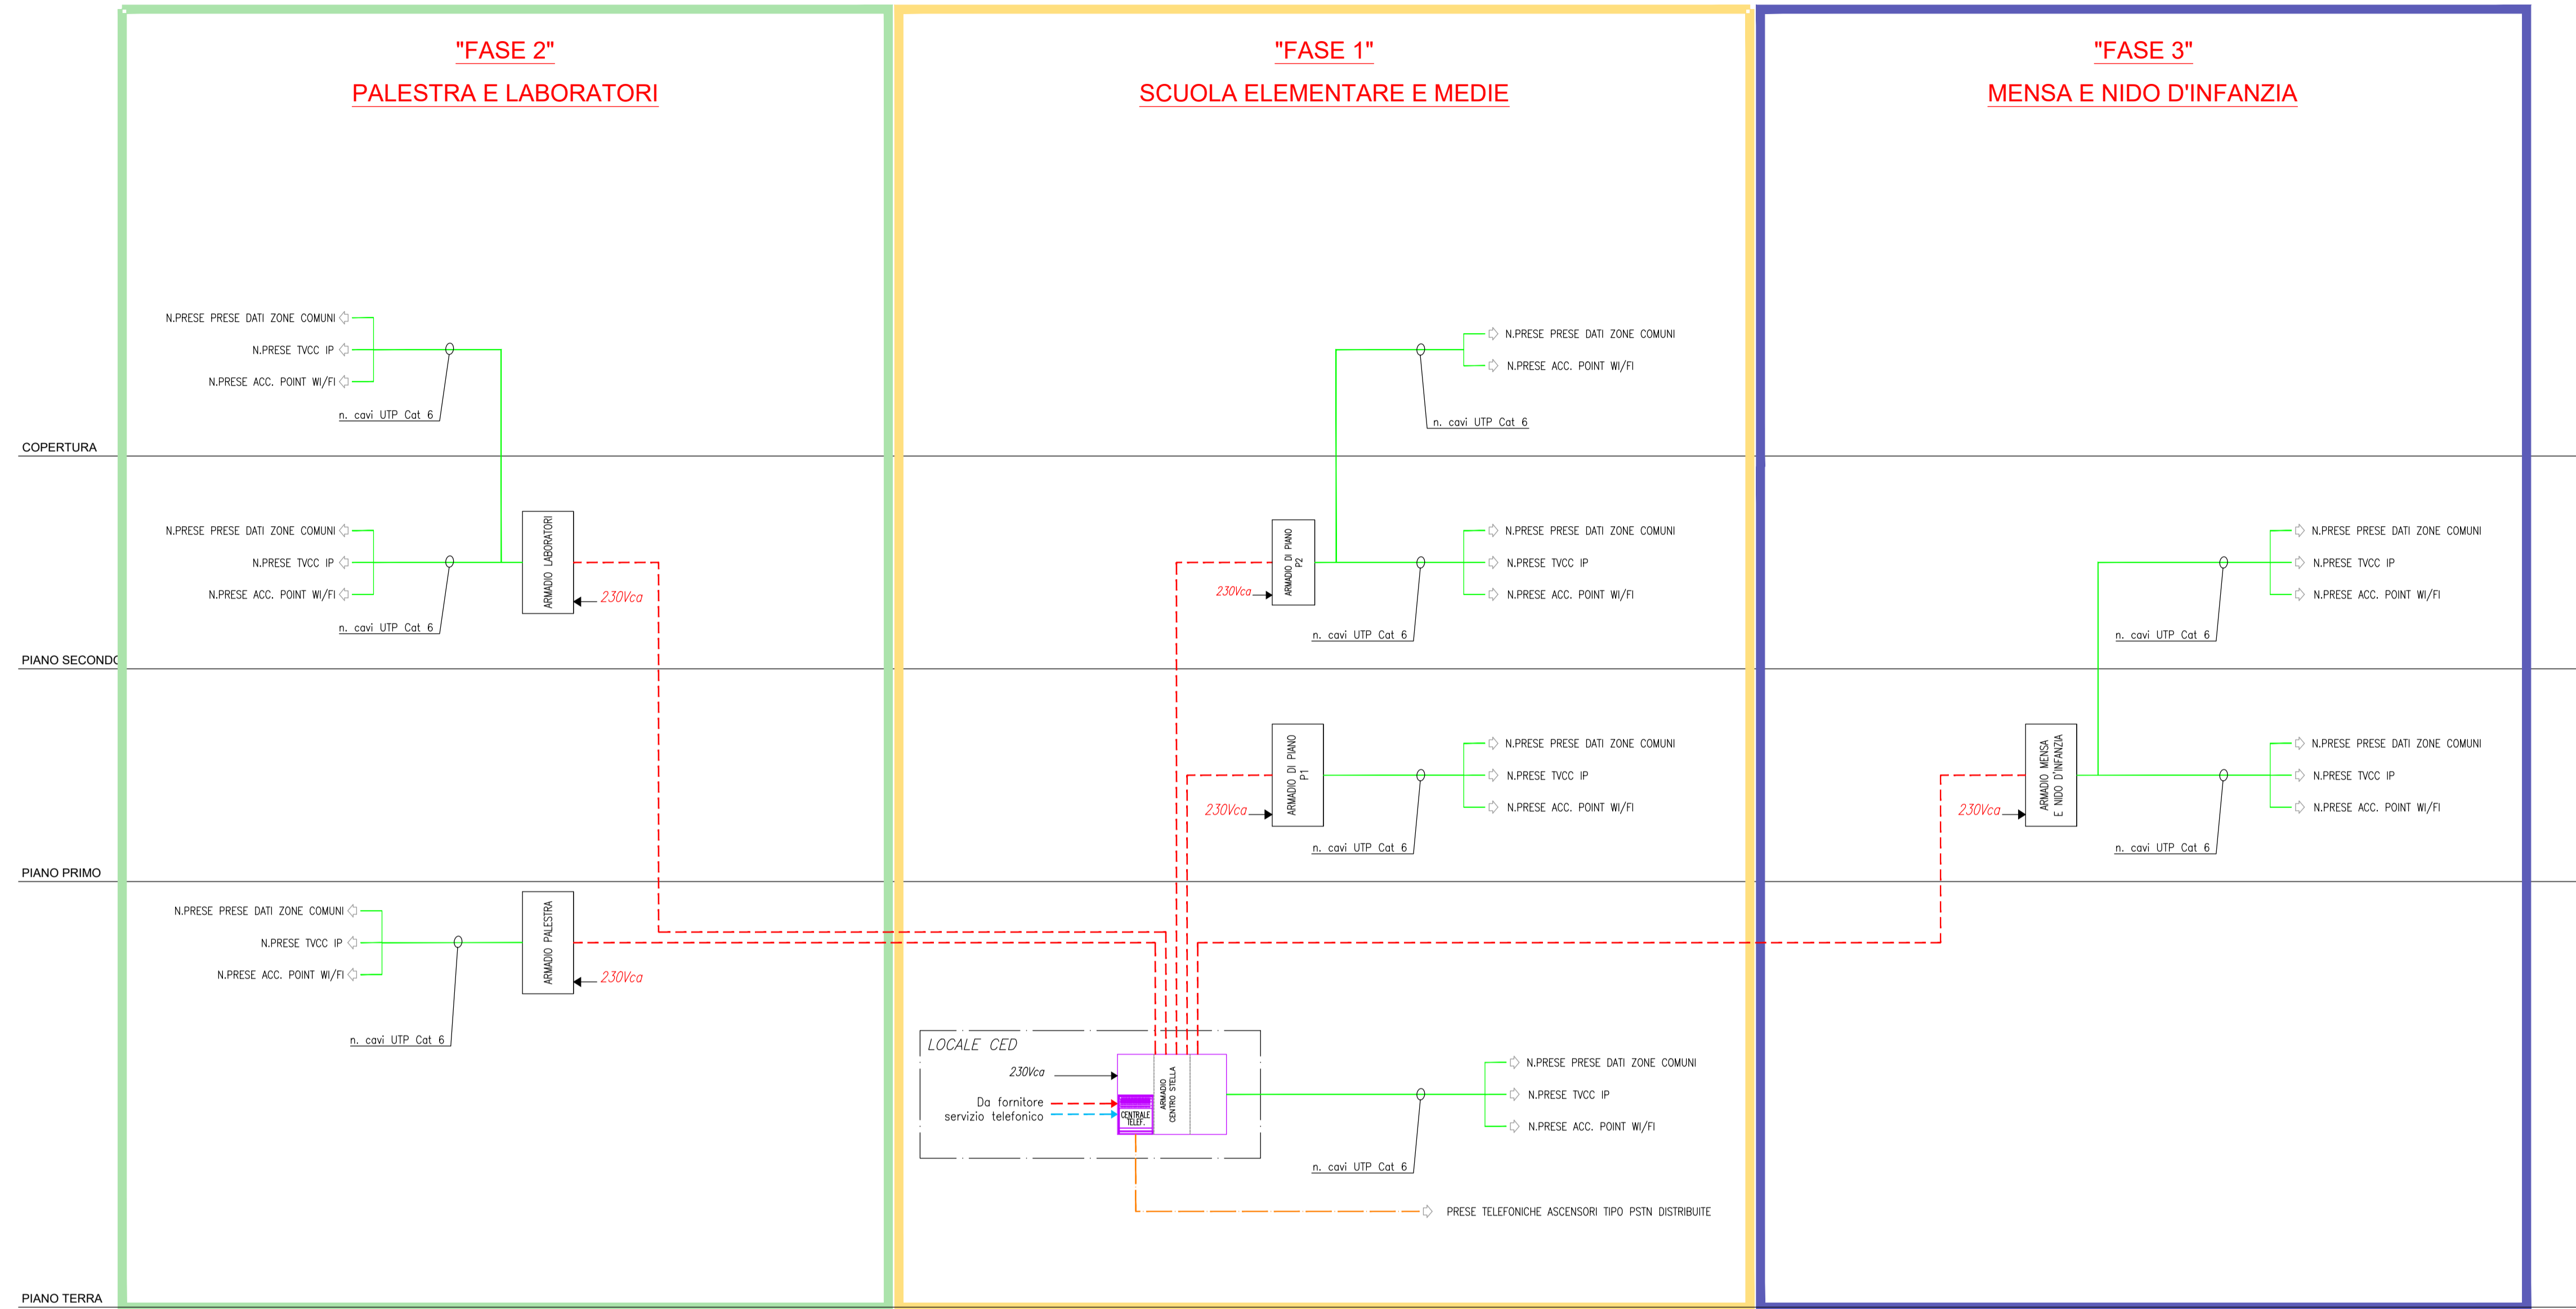 "FASE 2"
PALESTRA E LABORATORI
"FASE 1"
SCUOLA ELEMENTARE E MEDIE
"FASE 3"
MENSA E NIDO D'INFANZIA
N.PRESE PRESE DATI ZONE COMUNI
N.PRESE TVCC IP
N.PRESE ACC. POINT WI/FI
n. cavi UTP Cat 6
N.PRESE PRESE DATI ZONE COMUNI
N.PRESE ACC. POINT WI/FI
n. cavi UTP Cat 6
COPERTURA
N.PRESE PRESE DATI ZONE COMUNI
N.PRESE TVCC IP
N.PRESE ACC. POINT WI/FI
n. cavi UTP Cat 6
ARMADIO LABORATORI
230Vca
ARMADIO DI PIANO
P2
230Vca
N.PRESE PRESE DATI ZONE COMUNI
N.PRESE TVCC IP
N.PRESE ACC. POINT WI/FI
n. cavi UTP Cat 6
N.PRESE PRESE DATI ZONE COMUNI
N.PRESE TVCC IP
N.PRESE ACC. POINT WI/FI
n. cavi UTP Cat 6
PIANO SECONDO
ARMADIO DI PIANO
P1
230Vca
N.PRESE PRESE DATI ZONE COMUNI
N.PRESE TVCC IP
N.PRESE ACC. POINT WI/FI
n. cavi UTP Cat 6
ARMADIO MENSA
E NIDO D'INFANZIA
230Vca
N.PRESE PRESE DATI ZONE COMUNI
N.PRESE TVCC IP
N.PRESE ACC. POINT WI/FI
n. cavi UTP Cat 6
PIANO PRIMO
N.PRESE PRESE DATI ZONE COMUNI
N.PRESE TVCC IP
N.PRESE ACC. POINT WI/FI
n. cavi UTP Cat 6
ARMADIO PALESTRA
230Vca
LOCALE CED
230Vca
Da fornitore
servizio telefonico
CENTRALE
TELEF.
ARMADIO
CENTRO STELLA
N.PRESE PRESE DATI ZONE COMUNI
N.PRESE TVCC IP
N.PRESE ACC. POINT WI/FI
n. cavi UTP Cat 6
PRESE TELEFONICHE ASCENSORI TIPO PSTN DISTRIBUITE
PIANO TERRA